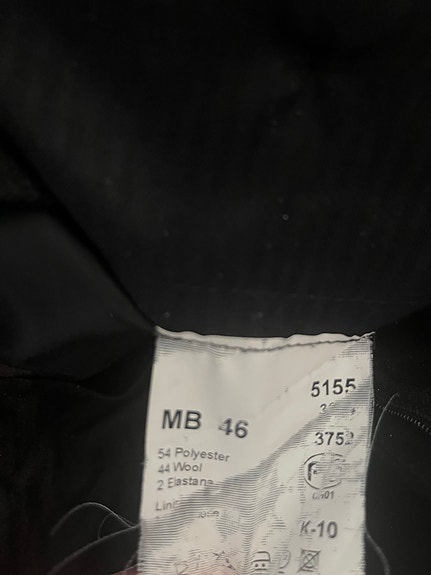 5155
MB 46
3752
54 Polyester
44 Wool
2 Elastane
K-10